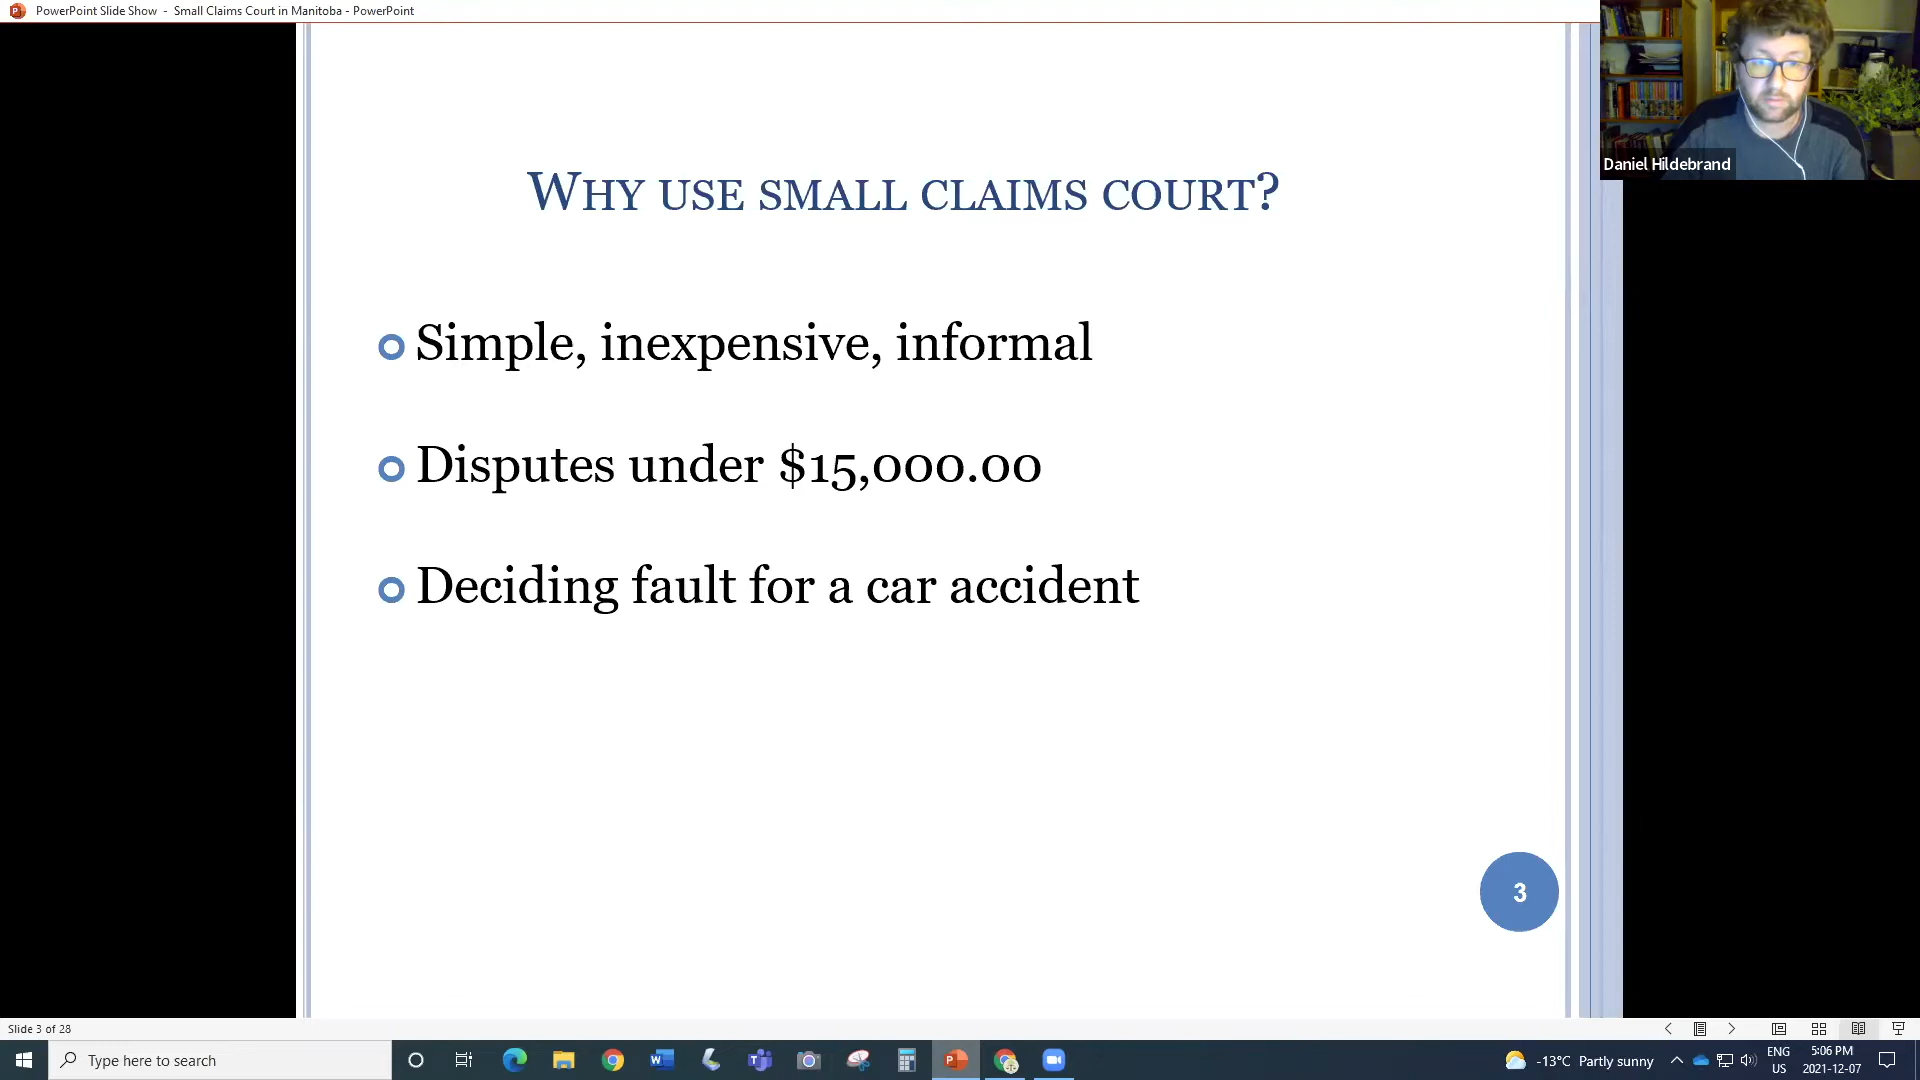 PowerPoint Slide Show - Small Claims Court in Manitoba - PowerPoint
Daniel Hildebrand
WHY USE SMALL CLAIMS COURT?
Simple, inexpensive, informal
Disputes under $15,000.00
Deciding fault for a car accident
3
Slide 3 of 28
Type here to search
-13°C Partly sunny
ENG
US
5:06 PM
2021-12-07